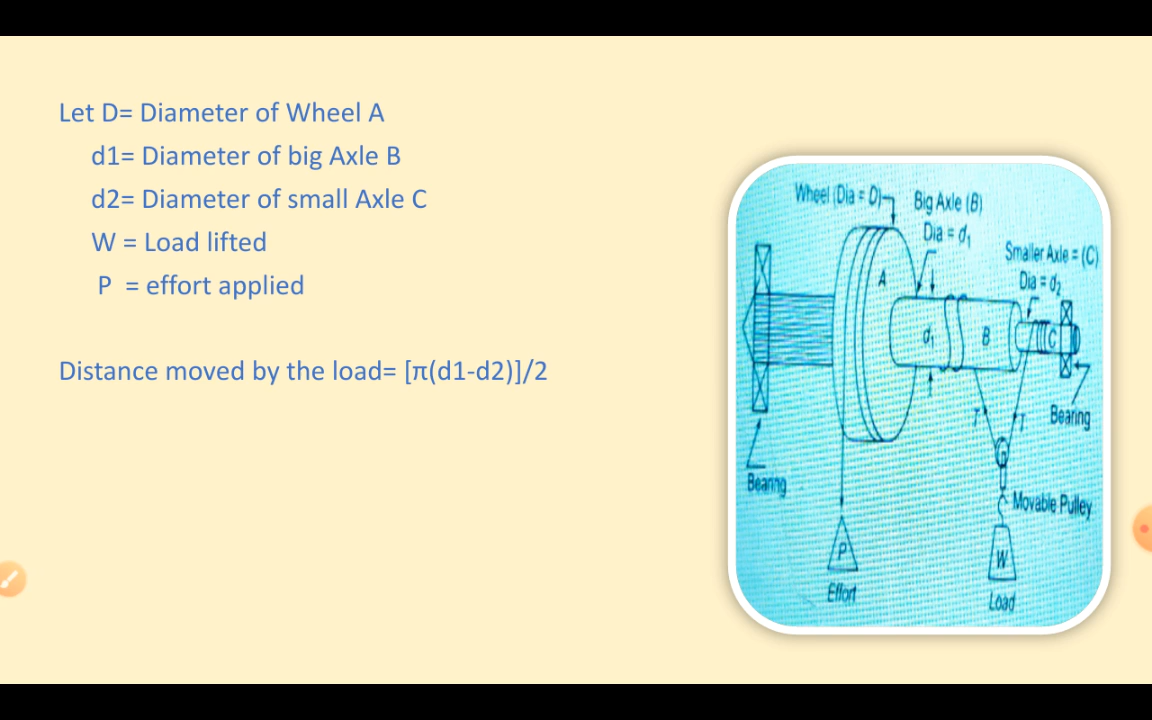 Let D= Diameter of Wheel A
d1= Diameter of big Axle B
d2= Diameter of small Axle C
W = Load lifted
P = effort applied
Distance moved by the load= [π(d1-d2)]/2
Wheel (Dia = D)
Big Axle (B)
Dia = d₁
Smaller Axle = (C)
Dia = d₂
A
d₁
B
C
T
T
Bearing
Bearing
Movable Pulley
P
W
Effort
Load